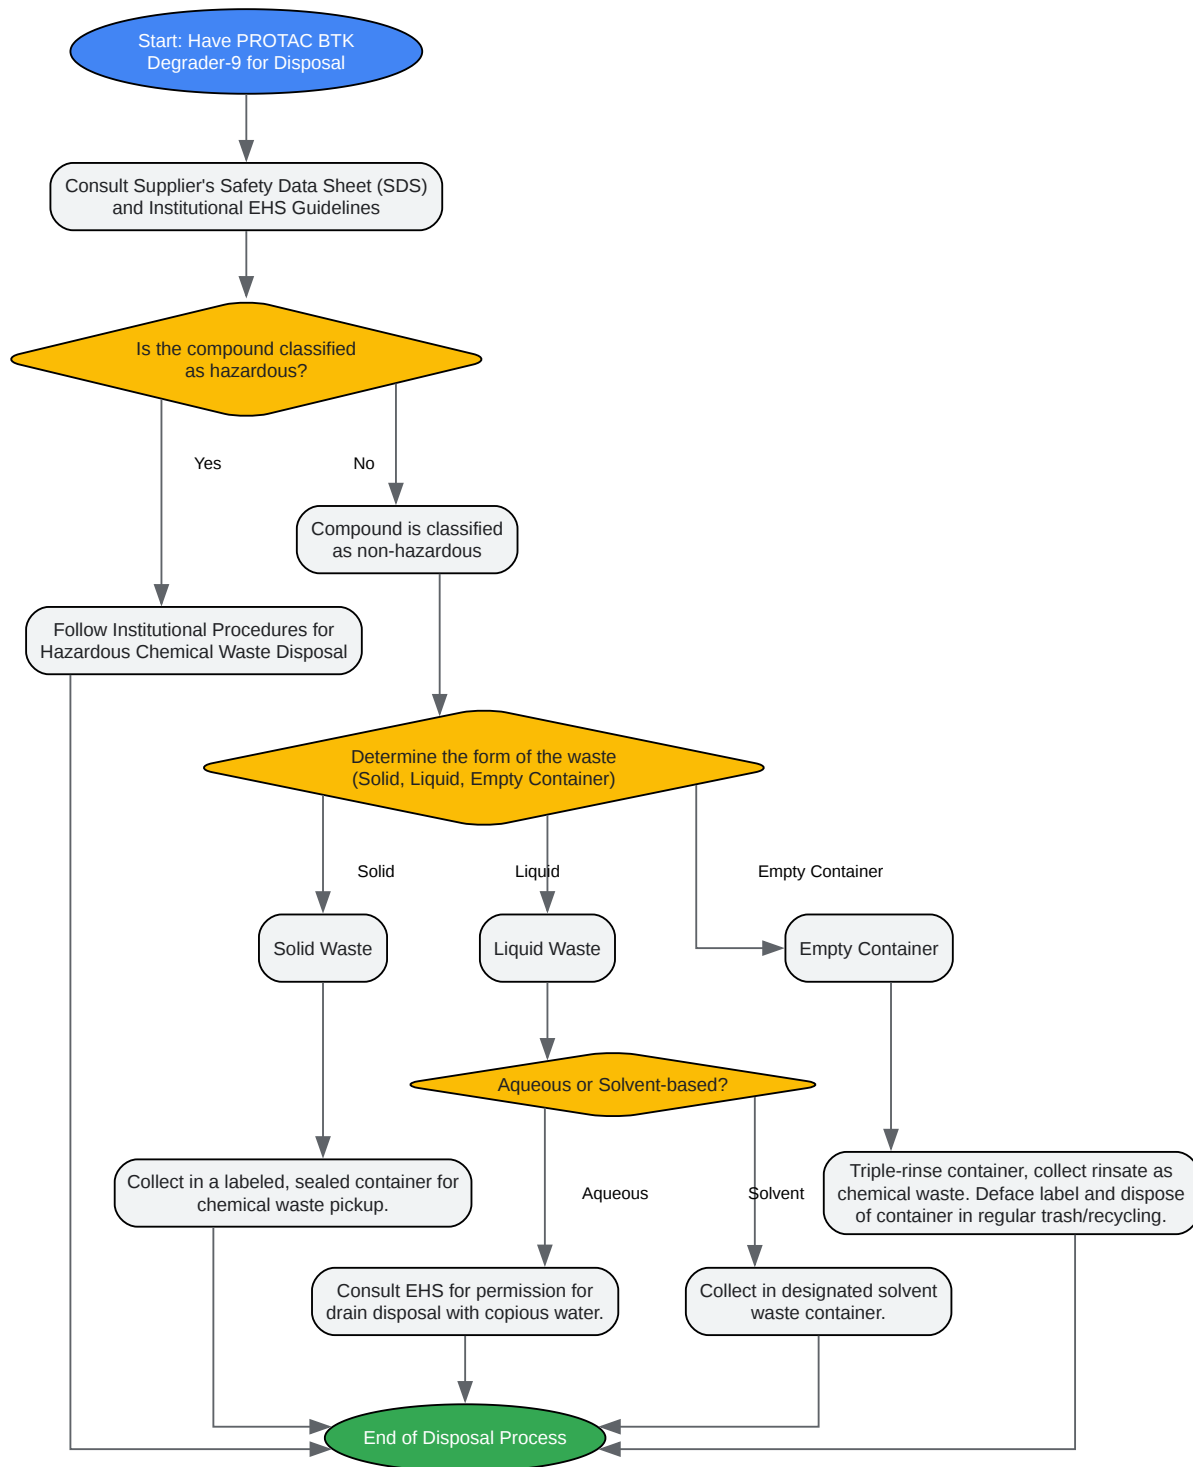 Start: Have PROTAC BTK
Degrader-9 for Disposal
Consult Supplier's Safety Data Sheet (SDS)
and Institutional EHS Guidelines
Is the compound classified
as hazardous?
Yes
No
Compound is classified
as non-hazardous
Follow Institutional Procedures for
Hazardous Chemical Waste Disposal
Determine the form of the waste
(Solid, Liquid, Empty Container)
Solid
Liquid
Empty Container
Solid Waste
Liquid Waste
Empty Container
Aqueous or Solvent-based?
Collect in a labeled, sealed container for
chemical waste pickup.
Aqueous
Solvent
Triple-rinse container, collect rinsate as
chemical waste. Deface label and dispose
of container in regular trash/recycling.
Consult EHS for permission for
drain disposal with copious water.
Collect in designated solvent
waste container.
End of Disposal Process